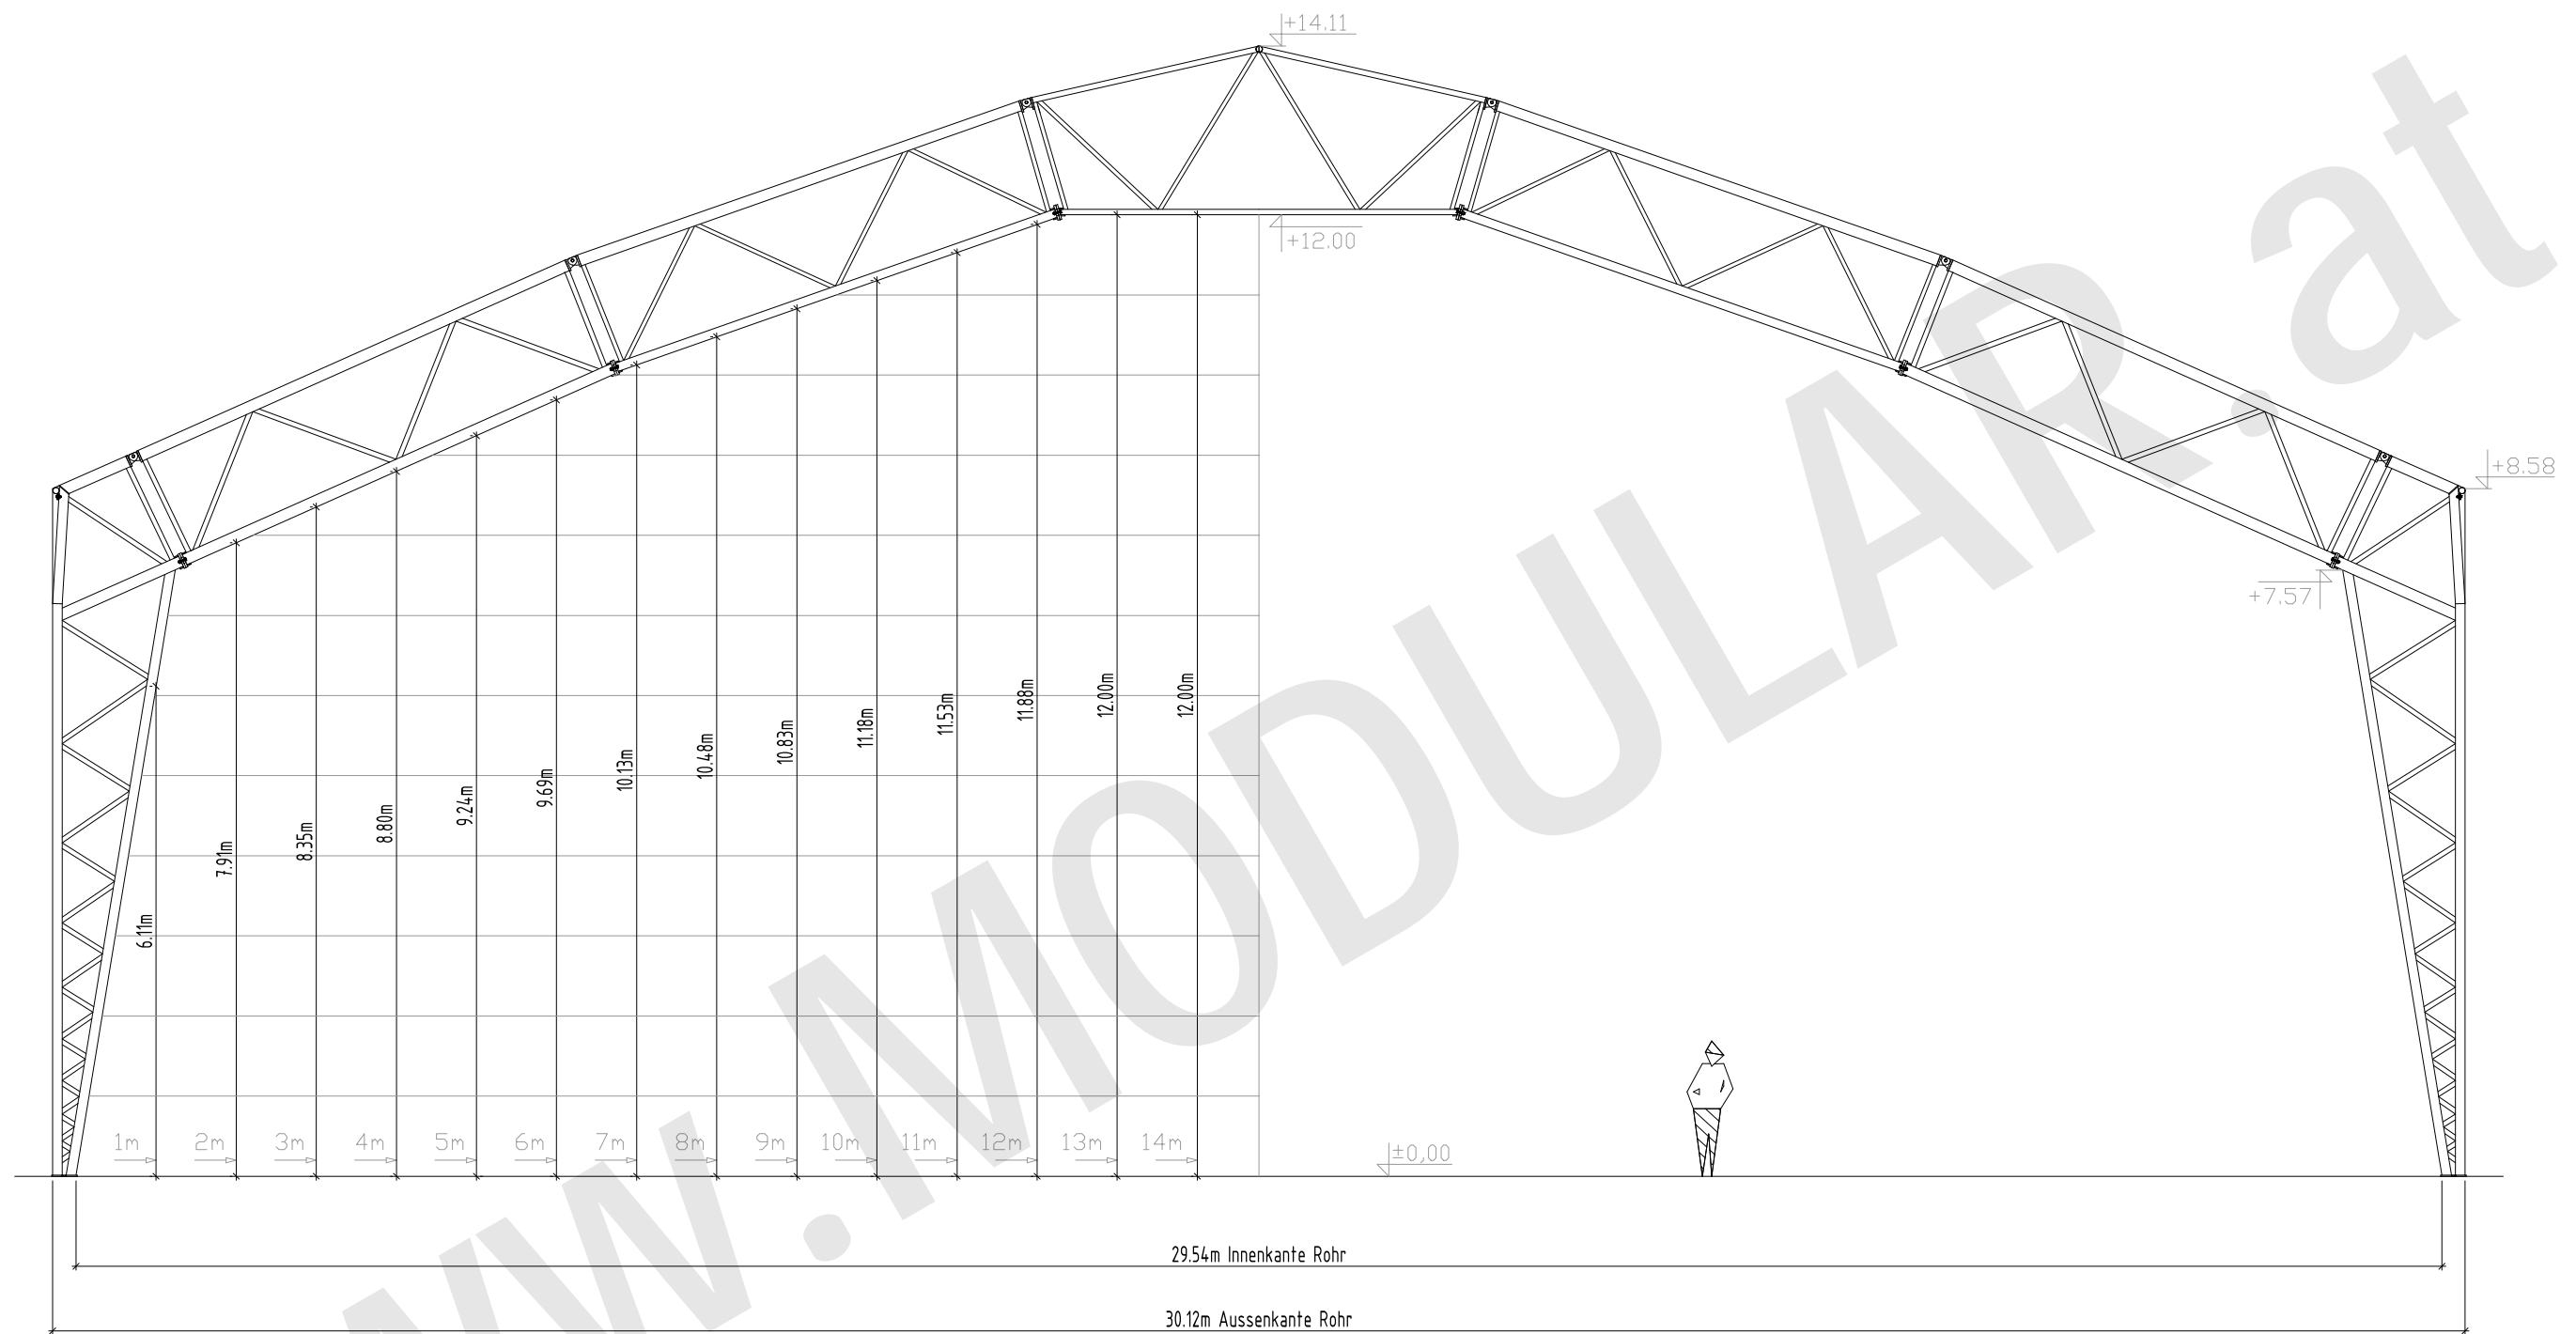 +14.11
+12.00
+8.58
+7.57
12.00m
12.00m
11.88m
11.53m
11.18m
10.83m
10.48m
10.13m
9.69m
9.24m
8.80m
8.35m
7.91m
6.11m
1m 2m 3m 4m 5m 6m 7m 8m 9m 10m 11m 12m 13m 14m
±0,00
29.54m Innenkante Rohr
30.12m Aussenkante Rohr
w.MODULAR.at